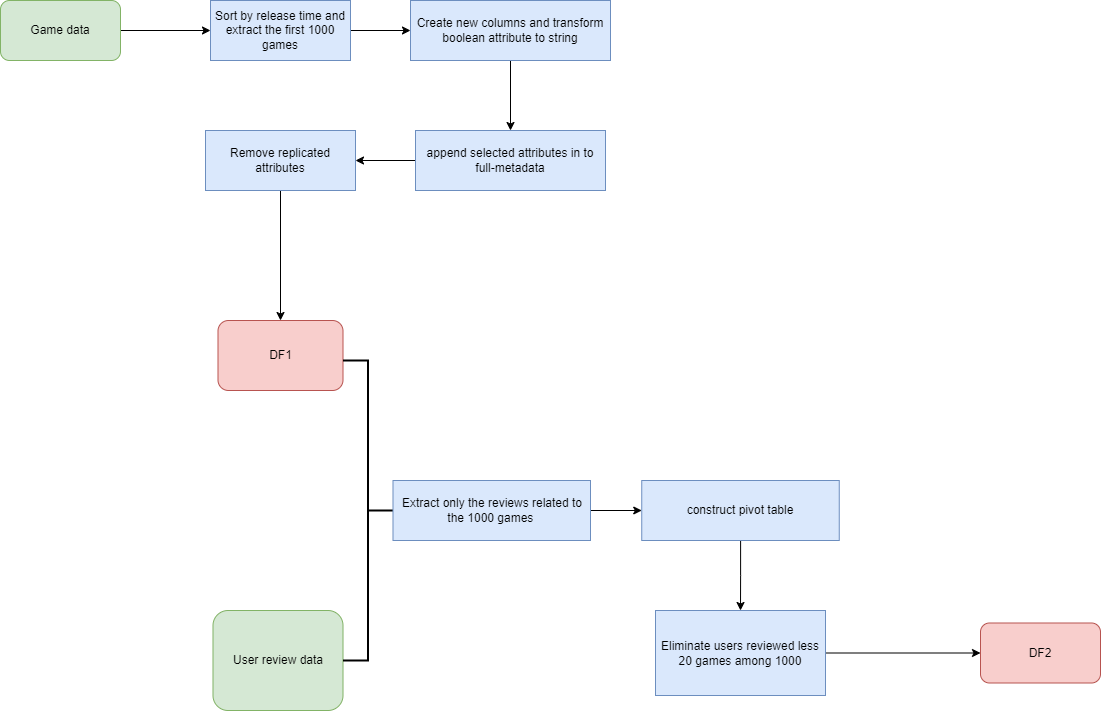 Game data
Sort by release time and
extract the first 1000
games
Create new columns and transform
boolean attribute to string
append selected attributes in to
full-metadata
Remove replicated
attributes
DF1
Extract only the reviews related to
the 1000 games
construct pivot table
User review data
Eliminate users reviewed less
20 games among 1000
DF2